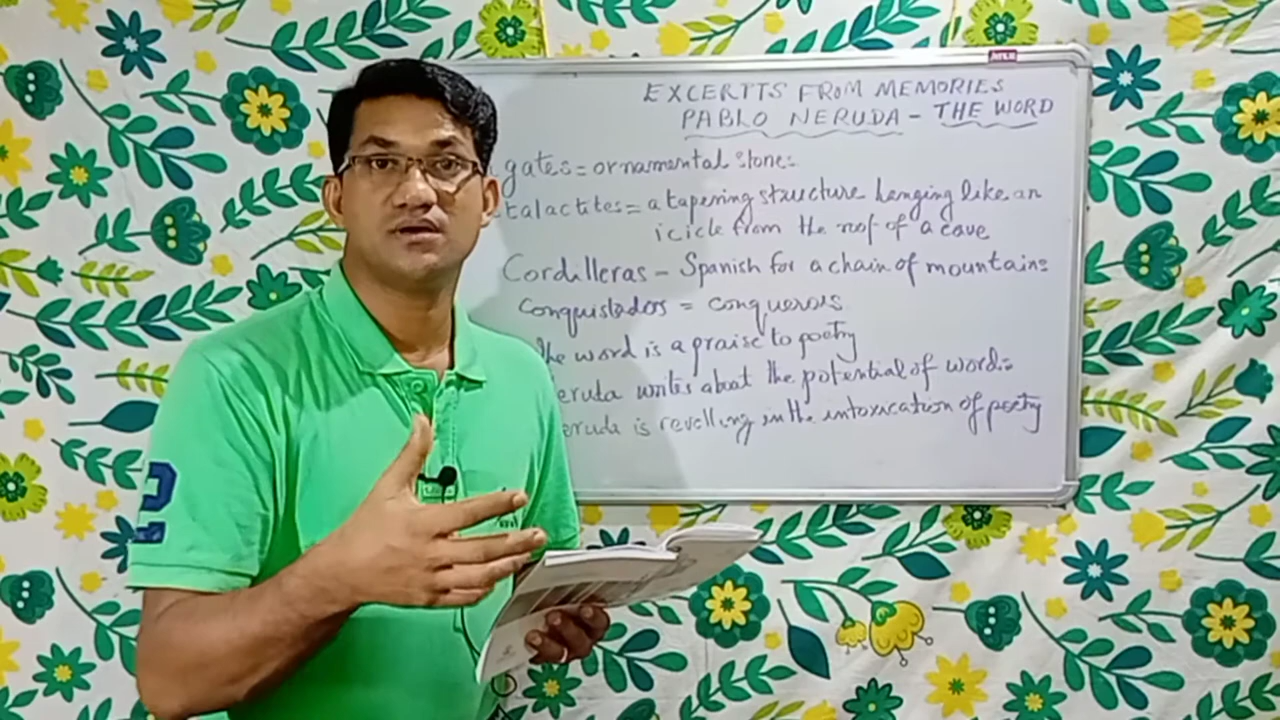 EXCERTTS FROM MEMORIES
PABLO NERUDA - THE WORD
gates = ornamental stones
talactites = a tapering structure hanging like an
icicle from the roof of a cave
Cordilleras - Spanish for a chain of mountains
Conquistadors = conquerors
he word is a praise to poetry
eruda writes about the potential of words
eruda is revelling in the intoxication of poetry
2